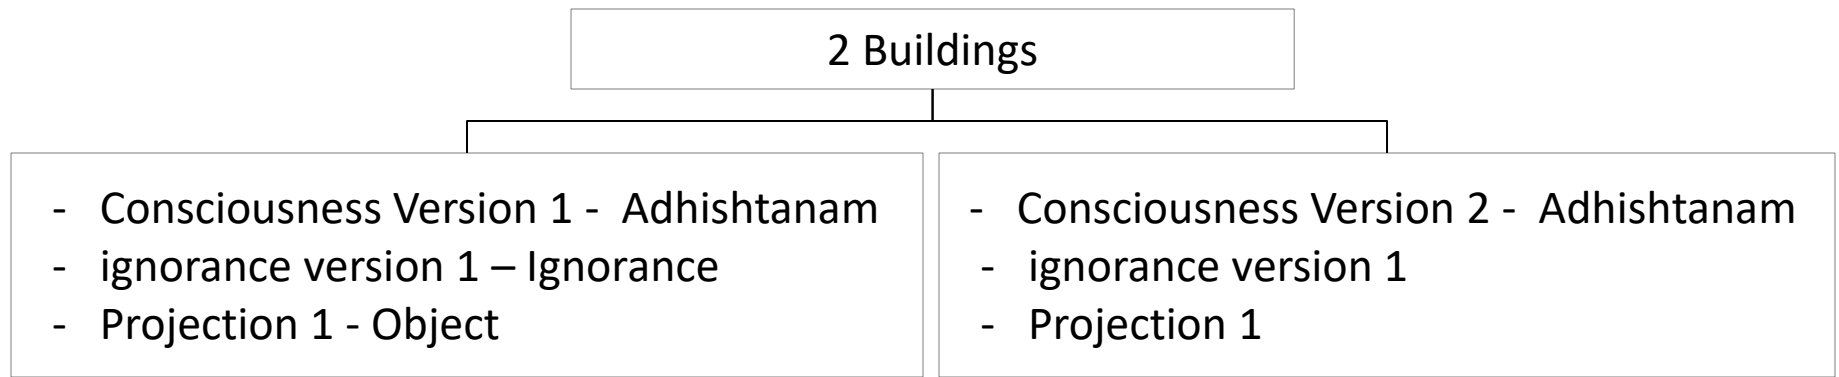 2 Buildings
- Consciousness Version 1 - Adhishtanam
- ignorance version 1 – Ignorance
- Projection 1 - Object
- Consciousness Version 2 - Adhishtanam
- ignorance version 1
- Projection 1